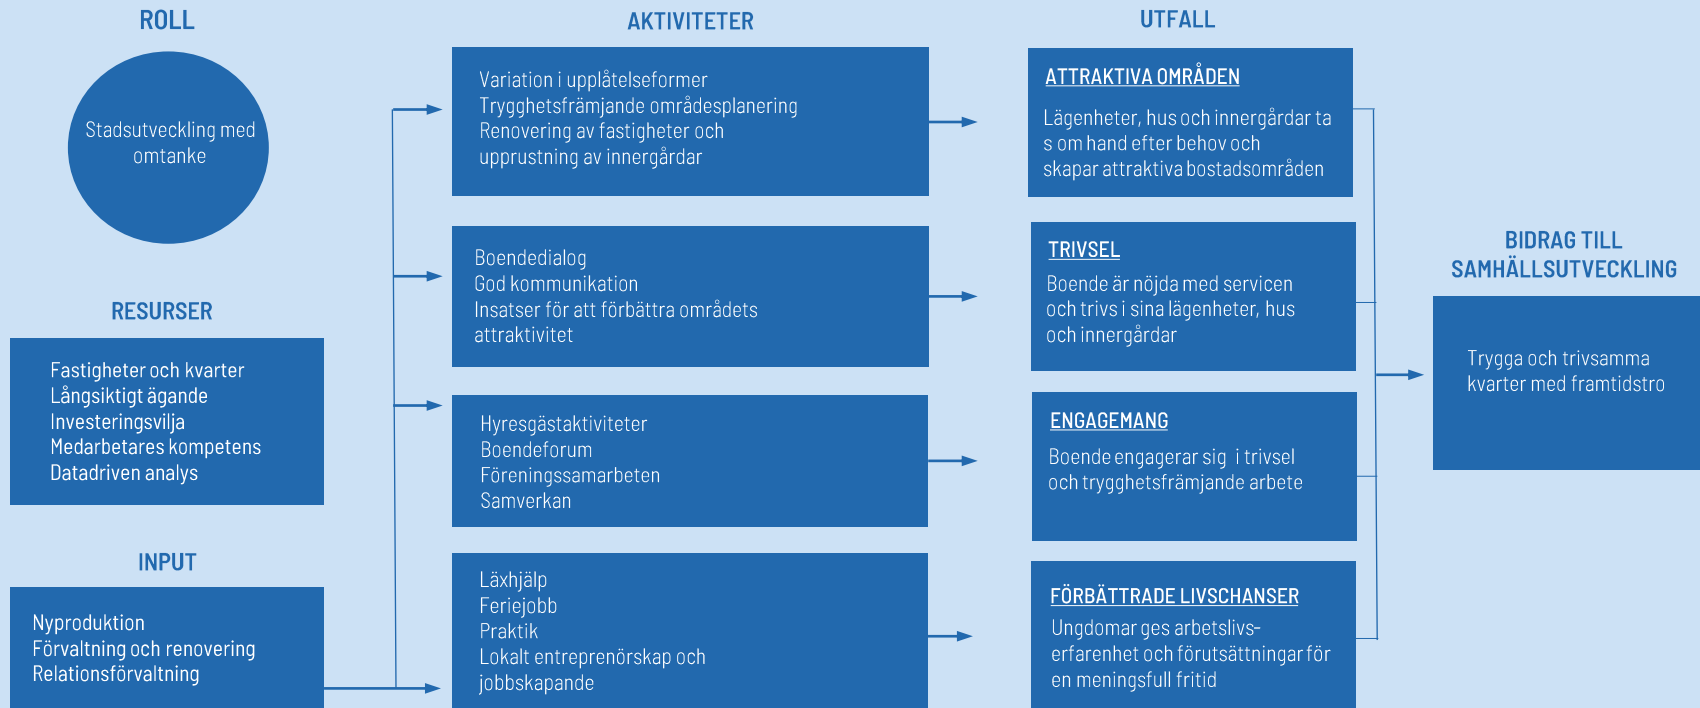 ROLL
Stadsutveckling med
omtanke
RESURSER
Fastigheter och kvarter
Långsiktigt ägande
Investeringsvilja
Medarbetares kompetens
Datadriven analys
INPUT
Nyproduktion
Förvaltning och renovering
Relationsförvaltning
AKTIVITETER
Variation i upplåtelseformer
Trygghetsfrämjande områdesplanering
Renovering av fastigheter och
upprustning av innergårdar
Boendedialog
God kommunikation
Insatser för att förbättra områdets
attraktivitet
Hyresgästaktiviteter
Boendeforum
Föreningssamarbeten
Samverkan
Läxhjälp
Feriejobb
Praktik
Lokalt entreprenörskap och
jobbskapande
UTFALL
ATTRAKTIVA OMRÅDEN
Lägenheter, hus och innergårdar ta
s om hand efter behov och
skapar attraktiva bostadsområden
TRIVSEL
Boende är nöjda med servicen
och trivs i sina lägenheter, hus
och innergårdar
ENGAGEMANG
Boende engagerar sig i trivsel
och trygghetsfrämjande arbete
FÖRBÄTTRADE LIVSCHANSER
Ungdomar ges arbetslivs-
erfarenhet och förutsättningar för
en meningsfull fritid
BIDRAG TILL
SAMHÄLLSUTVECKLING
Trygga och trivsamma
kvarter med framtidstro